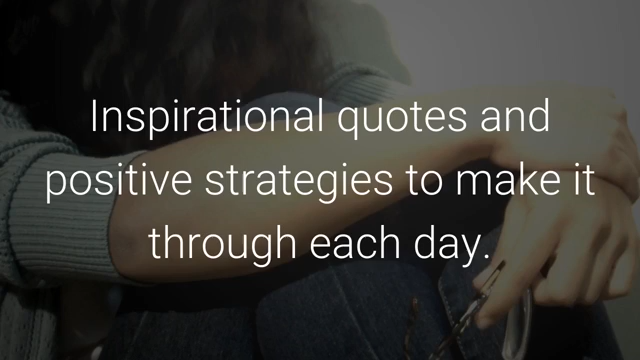 Inspirational quotes and
positive strategies to make it
through each day.